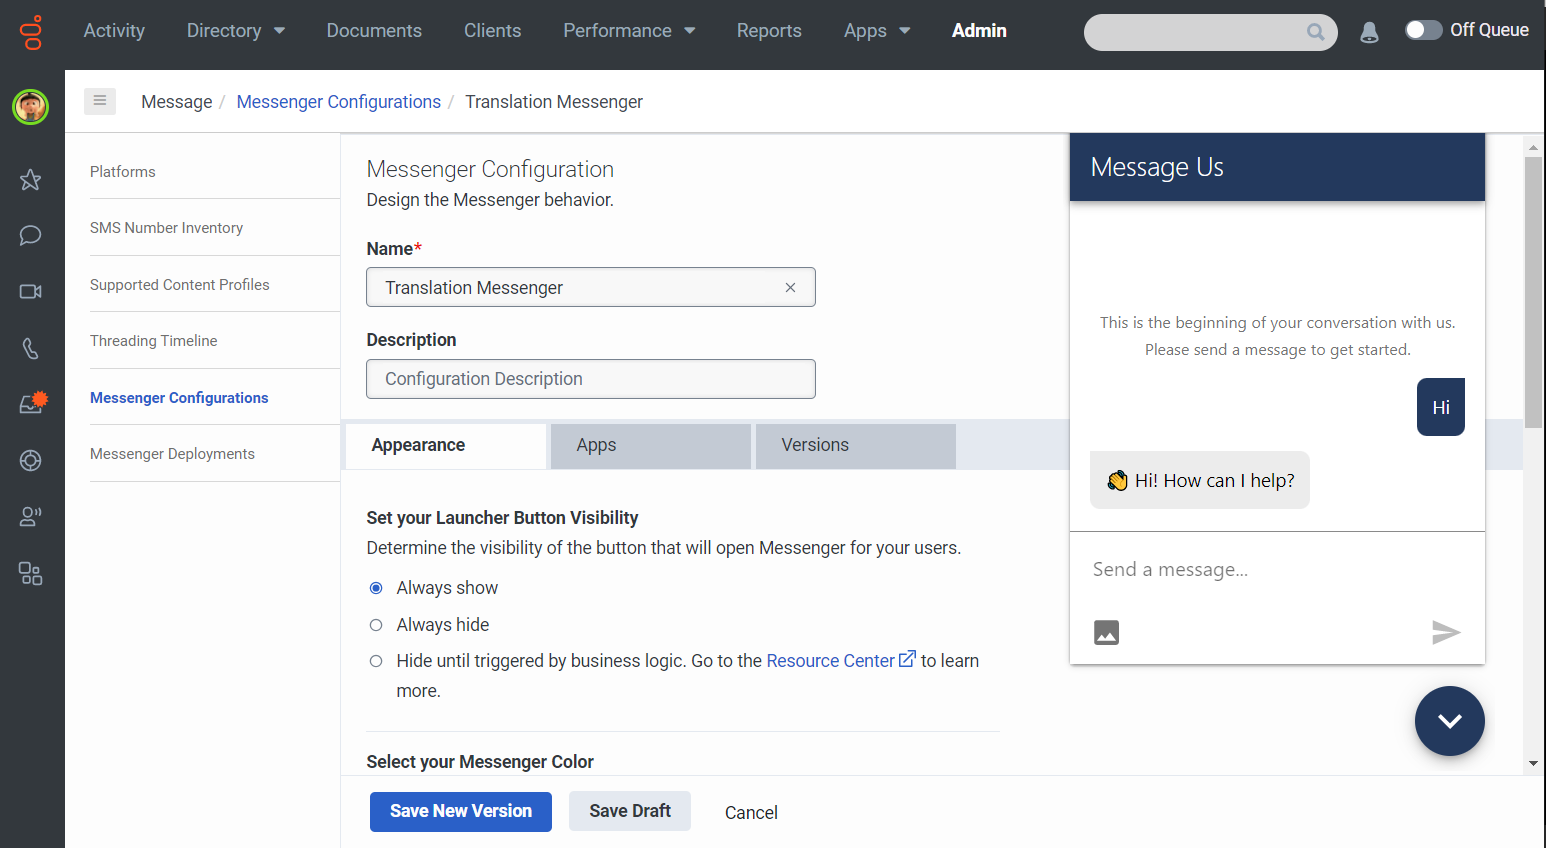 Activity Directory Documents Clients Performance Reports Apps Admin Off Queue
Message / Messenger Configurations / Translation Messenger
Platforms
SMS Number Inventory
Supported Content Profiles
Threading Timeline
Messenger Configurations
Messenger Deployments
Messenger Configuration
Design the Messenger behavior.
Name*
Translation Messenger
Description
Configuration Description
Appearance Apps Versions
Set your Launcher Button Visibility
Determine the visibility of the button that will open Messenger for your users.
Always show
Always hide
Hide until triggered by business logic. Go to the Resource Center to learn
more.
Select your Messenger Color
Save New Version Save Draft Cancel
Message Us
This is the beginning of your conversation with us.
Please send a message to get started.
Hi
👏 Hi! How can I help?
Send a message...